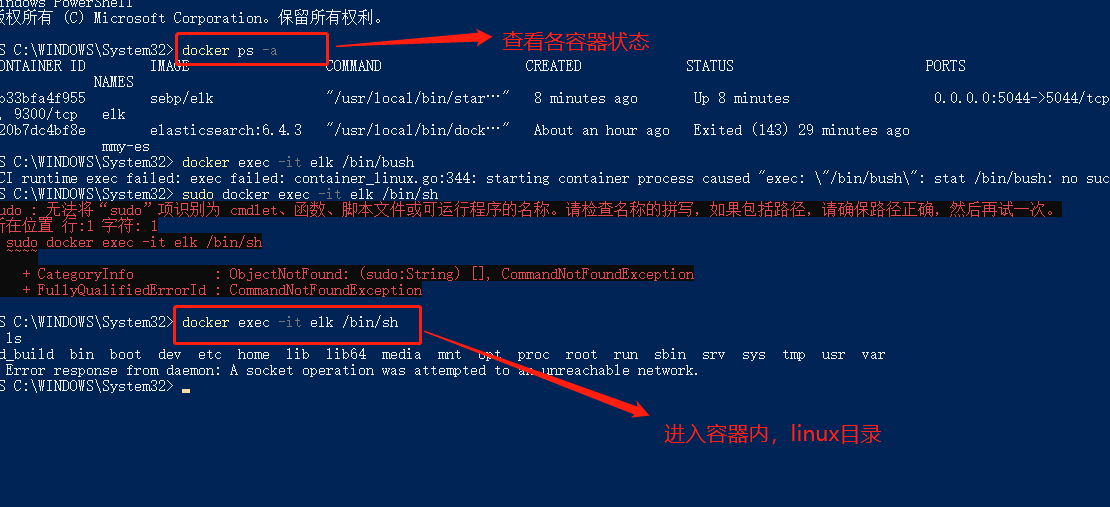 indows PowerShell
版权所有 (C) Microsoft Corporation。保留所有权利。
S C:\WINDOWS\System32> docker ps -a
查看各容器状态
ONTAINER ID IMAGE COMMAND CREATED STATUS PORTS
NAMES
b33bfa4f955 sebp/elk "/usr/local/bin/star…" 8 minutes ago Up 8 minutes 0.0.0.0:5044->5044/tcp
, 9300/tcp elk
20b7dc4bf8e elasticsearch:6.4.3 "/usr/local/bin/dock…" About an hour ago Exited (143) 29 minutes ago
mmy-es
S C:\WINDOWS\System32> docker exec -it elk /bin/bush
CI runtime exec failed: exec failed: container_linux.go:344: starting container process caused "exec: \"/bin/bush\": stat /bin/bush: no suc
S C:\WINDOWS\System32> sudo docker exec -it elk /bin/sh
udo : 无法将“sudo”项识别为 cmdlet、函数、脚本文件或可运行程序的名称。请检查名称的拼写，如果包括路径，请确保路径正确，然后再试一次。
所在位置 行:1 字符: 1
sudo docker exec -it elk /bin/sh
~~~~
+ CategoryInfo : ObjectNotFound: (sudo:String) [], CommandNotFoundException
+ FullyQualifiedErrorId : CommandNotFoundException
S C:\WINDOWS\System32> docker exec -it elk /bin/sh
ls
d_build bin boot dev etc home lib lib64 media mnt opt proc root run sbin srv sys tmp usr var
Error response from daemon: A socket operation was attempted to an unreachable network.
S C:\WINDOWS\System32>
进入容器内，linux目录